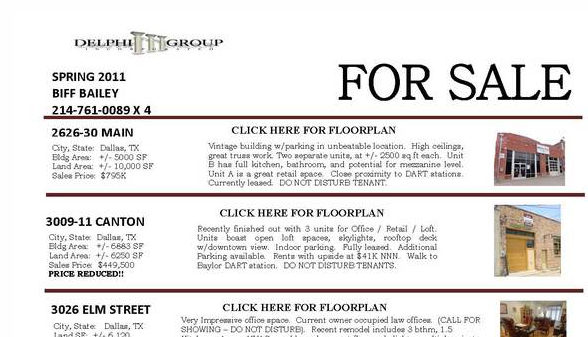 DELPHI GROUP
FOR SALE
SPRING 2011
BIFF BAILEY
214-761-0089 X 4
2626-30 MAIN
City, State: Dallas, TX
Bldg Area: +/- 5000 SF
Land Area: +/- 10,000 SF
Sales Price: $795K
CLICK HERE FOR FLOORPLAN
Vintage building w/parking in unbeatable location. High ceilings,
great truss work. Two separate units, at +/- 2500 sq ft each. Unit
B has full kitchen, bathroom, and potential for mezzanine level.
Unit A is a great retail space. Close proximity to DART stations.
Currently leased. DO NOT DISTURB TENANT.
3009-11 CANTON
City, State: Dallas, TX
Bldg Area: +/- 6883 SF
Land Area: +/- 6250 SF
Sales Price: $449,500
PRICE REDUCED!!
CLICK HERE FOR FLOORPLAN
Recently finished out with 3 units for Office / Retail / Loft.
Units boast open loft spaces, skylights, rooftop deck
w/downtown view. Indoor parking. Fully leased. Additional
Parking available. Rents with upside at $41K NNN. Walk to
Baylor DART station. DO NOT DISTURB TENANTS.
3026 ELM STREET
City, State: Dallas, TX
Land SF: +/- 6,120
CLICK HERE FOR FLOORPLAN
Very Impressive office space. Current owner occupied law offices. (CALL FOR
SHOWING – DO NOT DISTURB). Recent remodel includes 3 bthm, 1.5